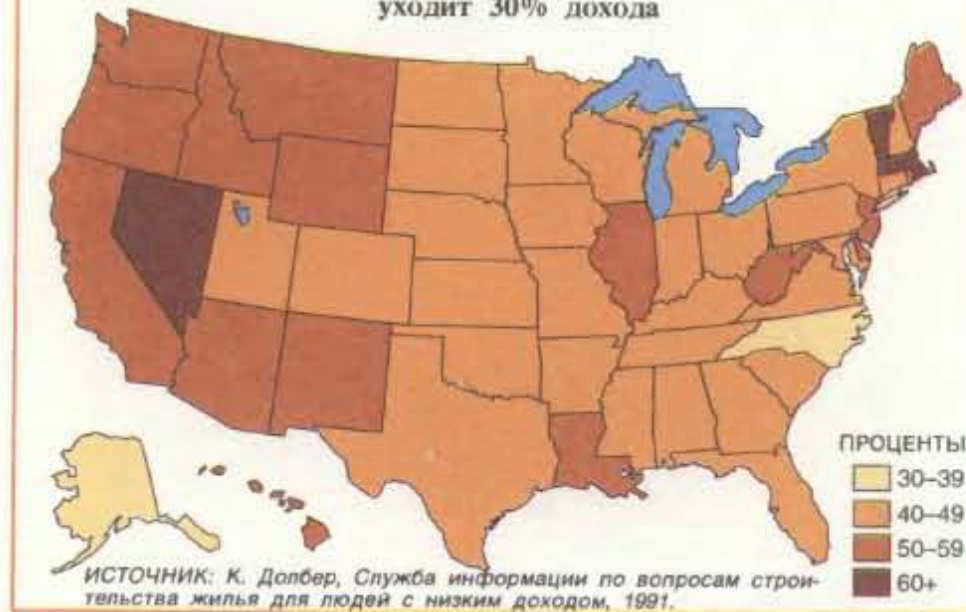 уходит 30% дохода
ПРОЦЕНТЫ
30–39
40–49
50–59
60+
ИСТОЧНИК: К. Долбер, Служба информации по вопросам строи-
тельства жилья для людей с низким доходом, 1991.